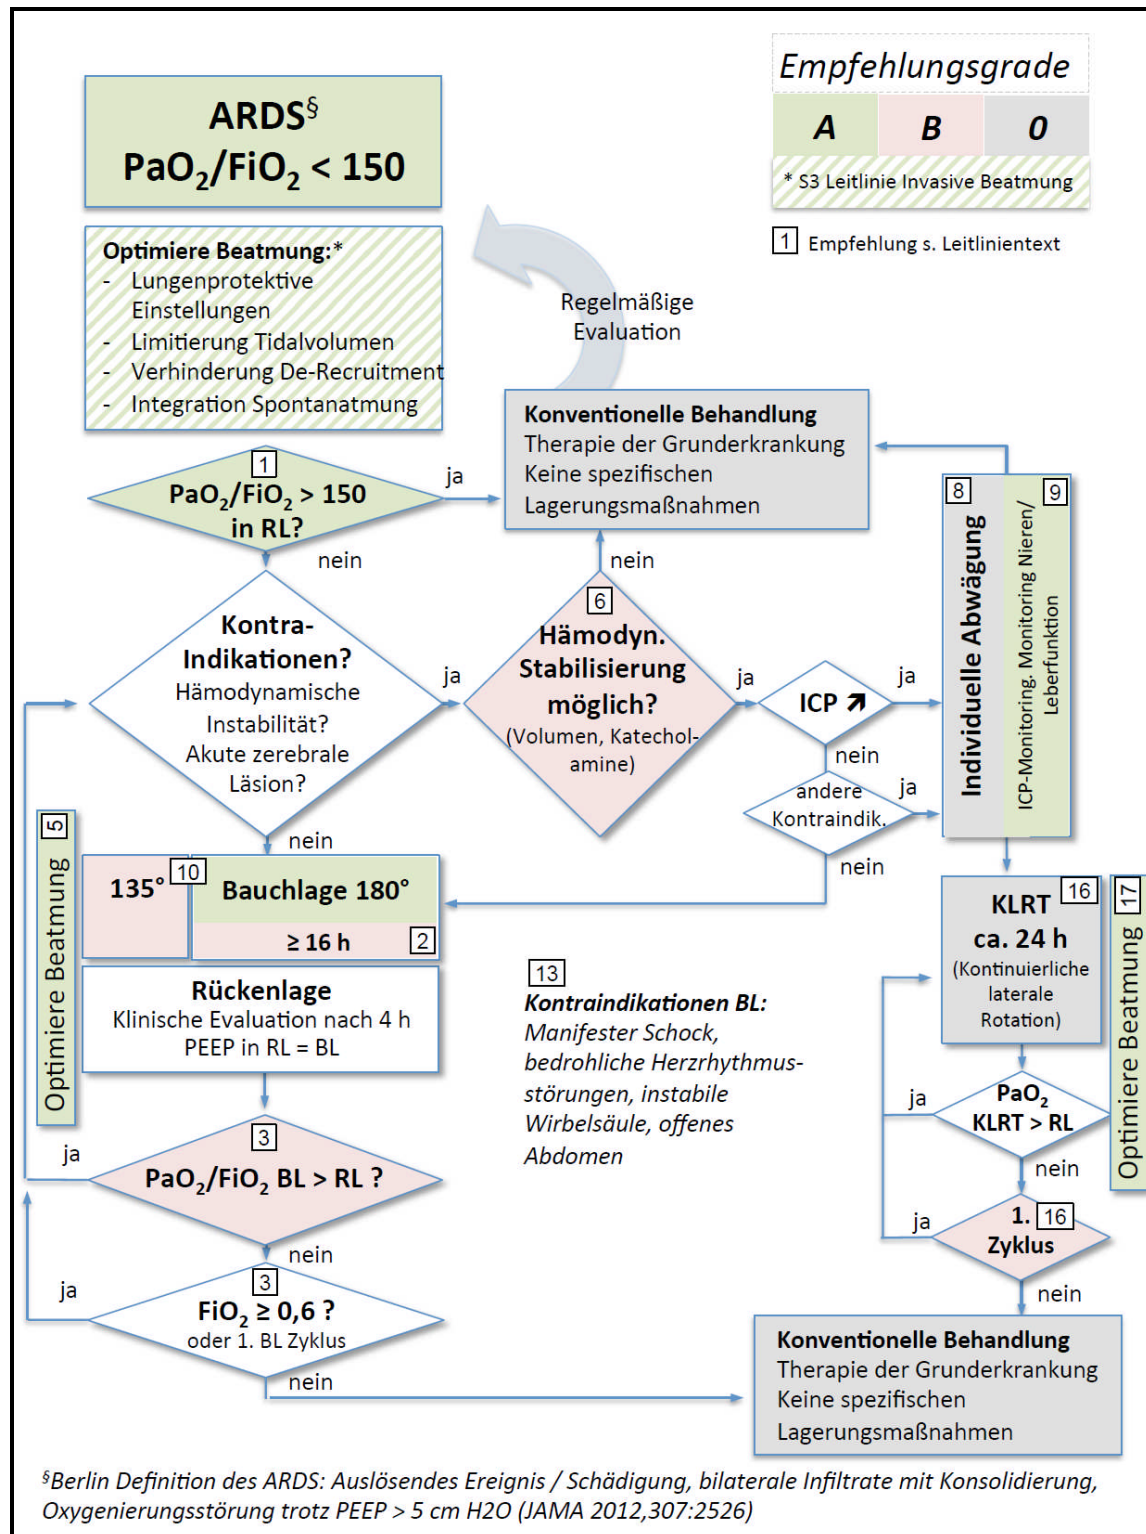 Empfehlungsgrade
A B 0
* S3 Leitlinie Invasive Beatmung
1 Empfehlung s. Leitlinientext
ARDS§
PaO2/FiO2 < 150
Optimiere Beatmung:*
- Lungenprotektive
Einstellungen
- Limitierung Tidalvolumen
- Verhinderung De-Recruitment
- Integration Spontanatmung
Regelmäßige
Evaluation
Konventionelle Behandlung
Therapie der Grunderkrankung
Keine spezifischen
Lagerungsmaßnahmen
1
PaO2/FiO2 > 150
in RL?
ja
nein
Kontra-
Indikationen?
Hämodynamische
Instabilität?
Akute zerebrale
Läsion?
ja
nein
6
Hämodyn.
Stabilisierung
möglich?
(Volumen, Katechol-
amine)
nein
ja
ICP ↗
ja
nein
andere
Kontraindik.
ja
nein
8
Individuelle Abwägung
9
ICP-Monitoring, Monitoring Nieren/
Leberfunktion
5
Optimiere Beatmung
135°
10
Bauchlage 180°
≥ 16 h
2
Rückenlage
Klinische Evaluation nach 4 h
PEEP in RL = BL
3
PaO2/FiO2 BL > RL ?
ja
nein
3
FiO2 ≥ 0,6 ?
oder 1. BL Zyklus
ja
nein
13
Kontraindikationen BL:
Manifester Schock,
bedrohliche Herzrhythmus-
störungen, instabile
Wirbelsäule, offenes
Abdomen
KLRT
16
ca. 24 h
(Kontinuierliche
laterale
Rotation)
17
Optimiere Beatmung
PaO2
KLRT > RL
ja
nein
1.
16
Zyklus
ja
nein
Konventionelle Behandlung
Therapie der Grunderkrankung
Keine spezifischen
Lagerungsmaßnahmen
§Berlin Definition des ARDS: Auslösendes Ereignis / Schädigung, bilaterale Infiltrate mit Konsolidierung,
Oxygenierungsstörung trotz PEEP > 5 cm H2O (JAMA 2012,307:2526)